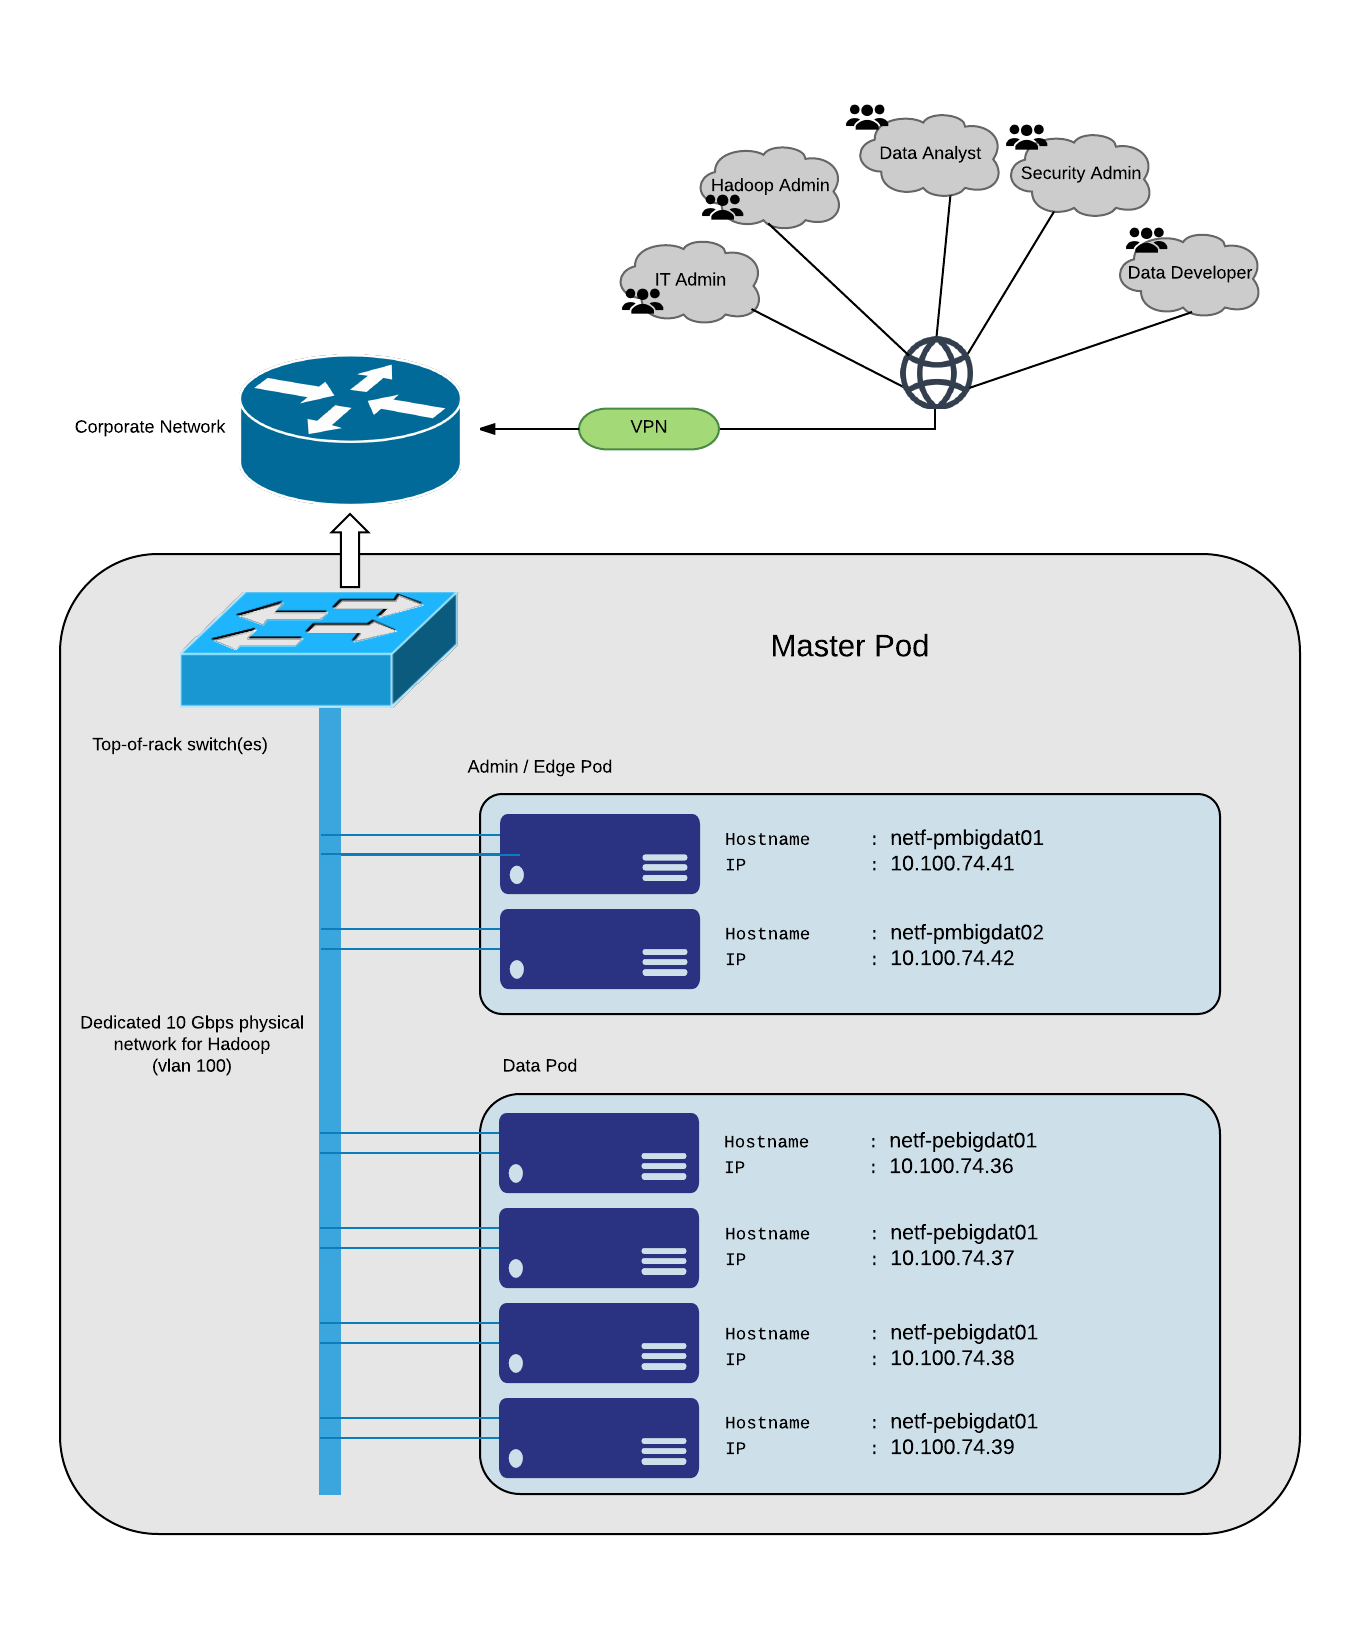 Data Analyst
Security Admin
Hadoop Admin
Data Developer
IT Admin
Corporate Network
VPN
Master Pod
Top-of-rack switch(es)
Admin / Edge Pod
Hostname : netf-pmbigdat01
IP : 10.100.74.41
Hostname : netf-pmbigdat02
IP : 10.100.74.42
Dedicated 10 Gbps physical
network for Hadoop
(vlan 100)
Data Pod
Hostname : netf-pebigdat01
IP : 10.100.74.36
Hostname : netf-pebigdat01
IP : 10.100.74.37
Hostname : netf-pebigdat01
IP : 10.100.74.38
Hostname : netf-pebigdat01
IP : 10.100.74.39